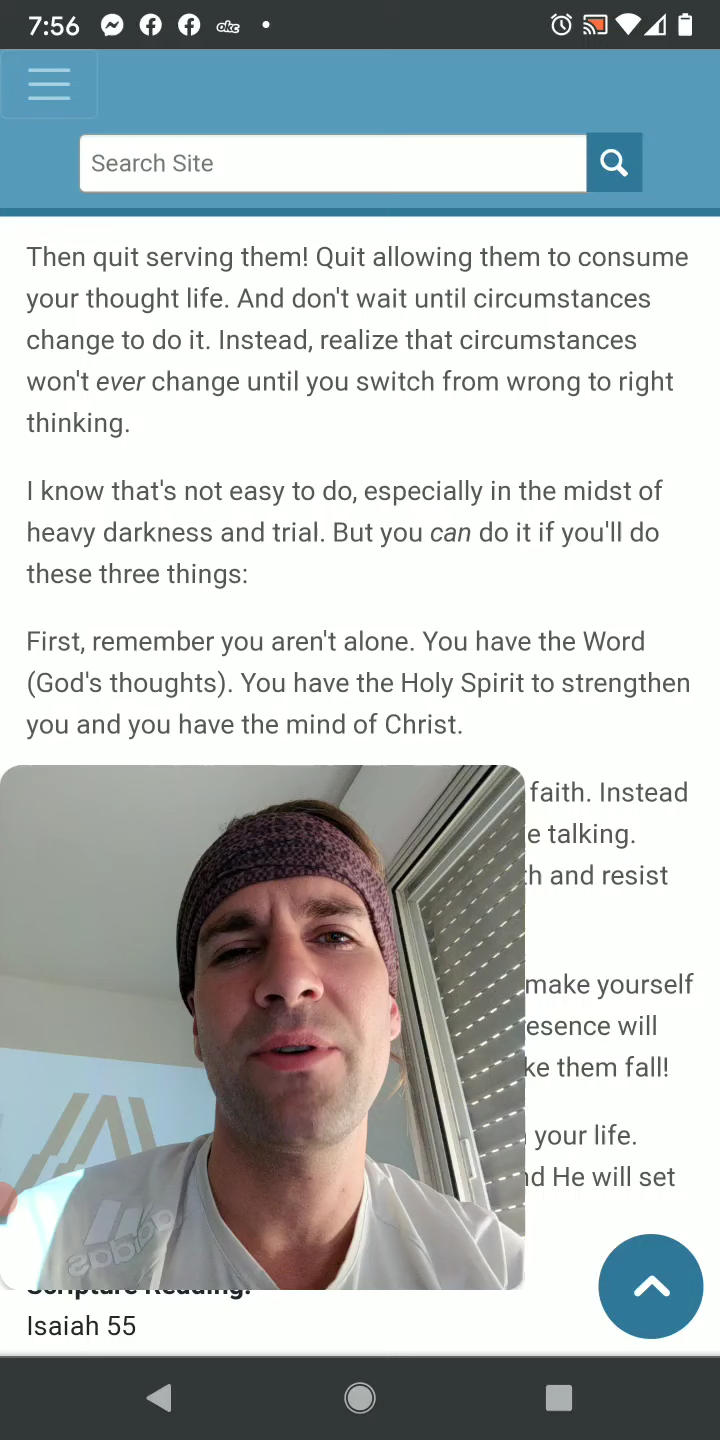 7:56
okc
Search Site
Then quit serving them! Quit allowing them to consume
your thought life. And don't wait until circumstances
change to do it. Instead, realize that circumstances
won't ever change until you switch from wrong to right
thinking.
I know that's not easy to do, especially in the midst of
heavy darkness and trial. But you can do it if you'll do
these three things:
First, remember you aren't alone. You have the Word
(God's thoughts). You have the Holy Spirit to strengthen
you and you have the mind of Christ.
faith. Instead
talking.
and resist
make yourself
will
them fall!
your life.
He will set
adidas
Scripture Reading:
Isaiah 55